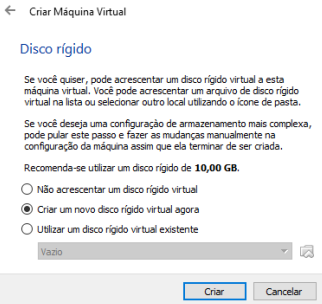 Criar Máquina Virtual
Disco rígido
Se você quiser, pode acrescentar um disco rígido virtual a esta
máquina virtual. Você pode acrescentar um arquivo de disco rígido
virtual na lista ou selecionar outro local utilizando o ícone de pasta.
Se você deseja uma configuração de armazenamento mais complexa,
pode pular este passo e fazer as mudanças manualmente na
configuração da máquina assim que ela terminar de ser criada.
Recomenda-se utilizar um disco rígido de 10,00 GB.
Não acrescentar um disco rígido virtual
Criar um novo disco rígido virtual agora
Utilizar um disco rígido virtual existente
Vazio
Criar Cancelar